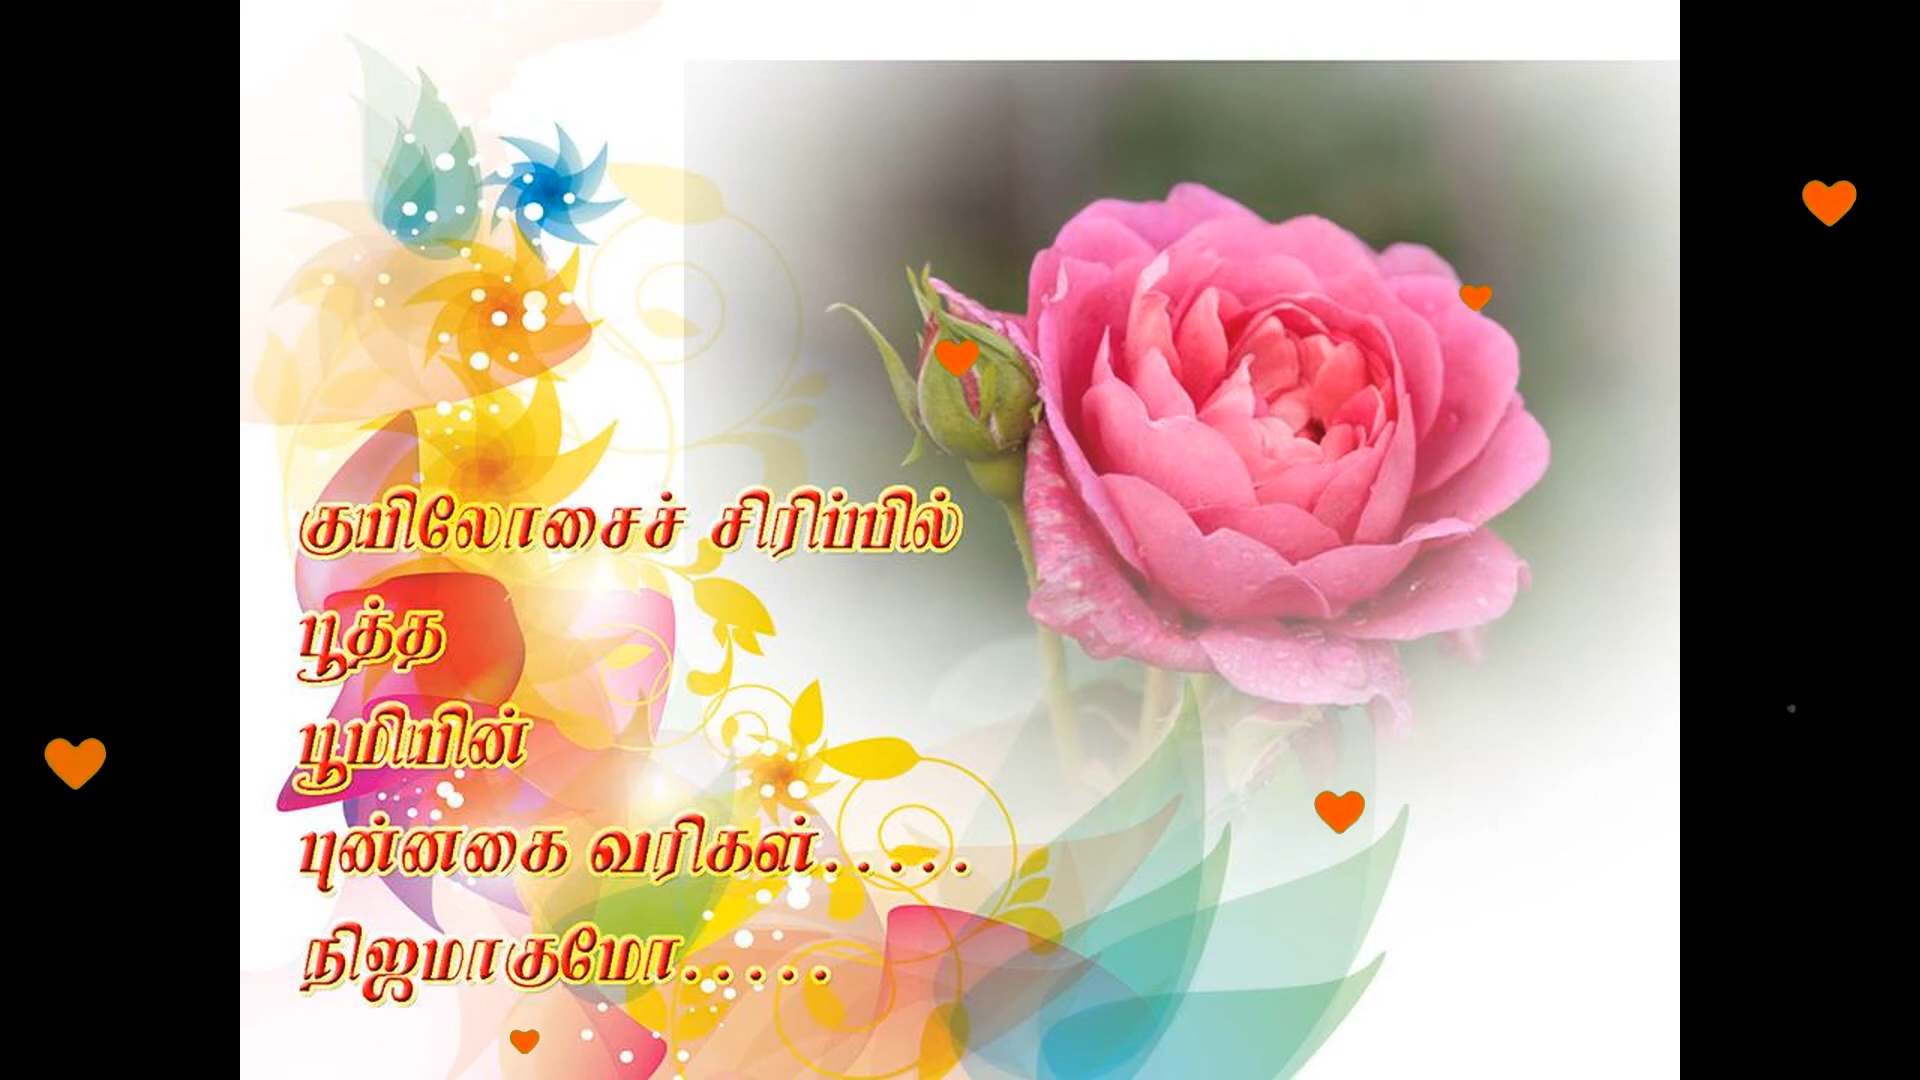 குயிலோசைச் சிரிப்பில்
பூத்த
பூமியின்
புன்னகை வரிகள்.....
நிஜமாகுமோ.....